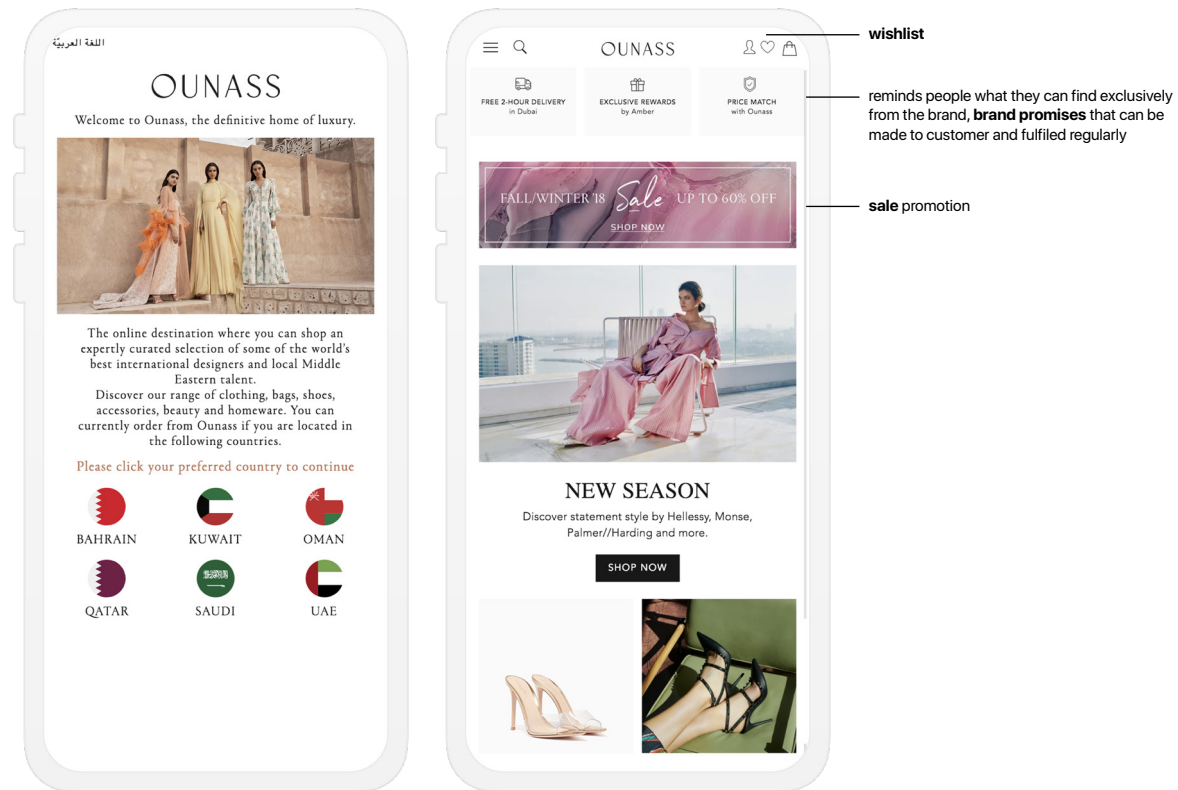 اللغة العربيّة
OUNASS
Welcome to Ounass, the definitive home of luxury.
The online destination where you can shop an
expertly curated selection of some of the world's
best international designers and local Middle
Eastern talent.
Discover our range of clothing, bags, shoes,
accessories, beauty and homeware. You can
currently order from Ounass if you are located in
the following countries.
Please click your preferred country to continue
BAHRAIN
KUWAIT
OMAN
QATAR
SAUDI
UAE
OUNASS
FREE 2-HOUR DELIVERY
in Dubai
EXCLUSIVE REWARDS
by Amber
PRICE MATCH
with Ounass
FALL/WINTER '18 Sale UP TO 60% OFF
SHOP NOW
NEW SEASON
Discover statement style by Hellessy, Monse,
Palmer//Harding and more.
SHOP NOW
wishlist
reminds people what they can find exclusively
from the brand, brand promises that can be
made to customer and fulfiled regularly
sale promotion